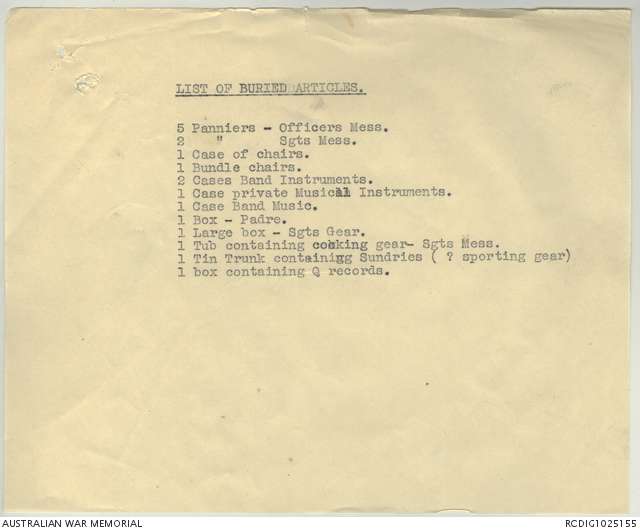 LIST OF BURIED ARTICLES.
5 Panniers - Officers Mess.
2 " Sgts Mess.
1 Case of chairs.
1 Bundle chairs.
2 Cases Band Instruments.
1 Case private Musical Instruments.
1 Case Band Music.
1 Box - Padre.
1 Large box - Sgts Gear.
1 Tub containing cooking gear- Sgts Mess.
1 Tin Trunk containing Sundries ( ? sporting gear)
1 box containing Q records.
AUSTRALIAN WAR MEMORIAL
RCDIG1025155